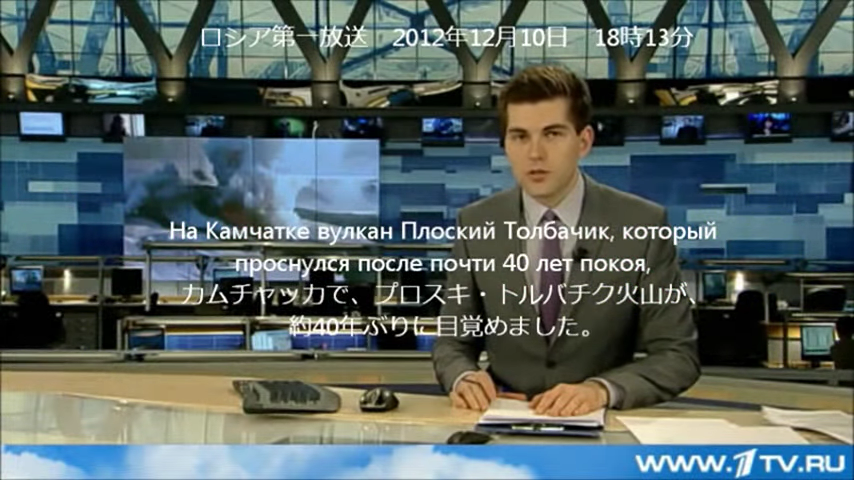 ロシア第一放送　2012年12月10日　18時13分
На Камчатке вулкан Плоский Толбачик, который
проснулся после почти 40 лет покоя,
カムチャッカで、プロスキ・トルバチク火山が、
約40年ぶりに目覚めました。
WWW.1TV.RU